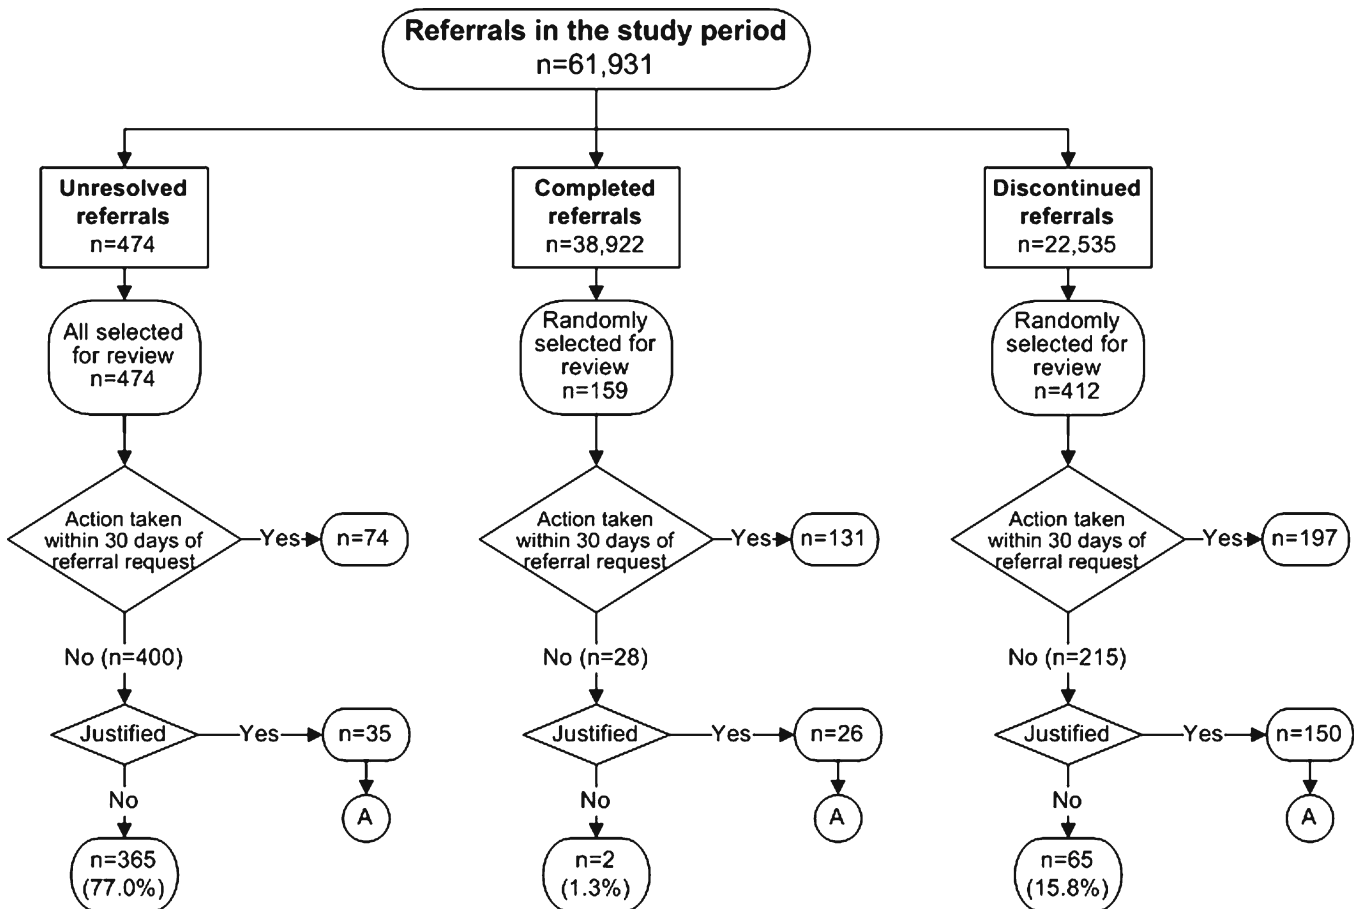 Referrals in the study period
n=61,931
Unresolved
referrals
n=474
All selected
for review
n=474
Action taken
within 30 days of
referral request
Yes
n=74
No (n=400)
Justified
Yes
n=35
A
No
n=365
(77.0%)
Completed
referrals
n=38,922
Randomly
selected for
review
n=159
Action taken
within 30 days of
referral request
Yes
n=131
No (n=28)
Justified
Yes
n=26
A
No
n=2
(1.3%)
Discontinued
referrals
n=22,535
Randomly
selected for
review
n=412
Action taken
within 30 days of
referral request
Yes
n=197
No (n=215)
Justified
Yes
n=150
A
No
n=65
(15.8%)